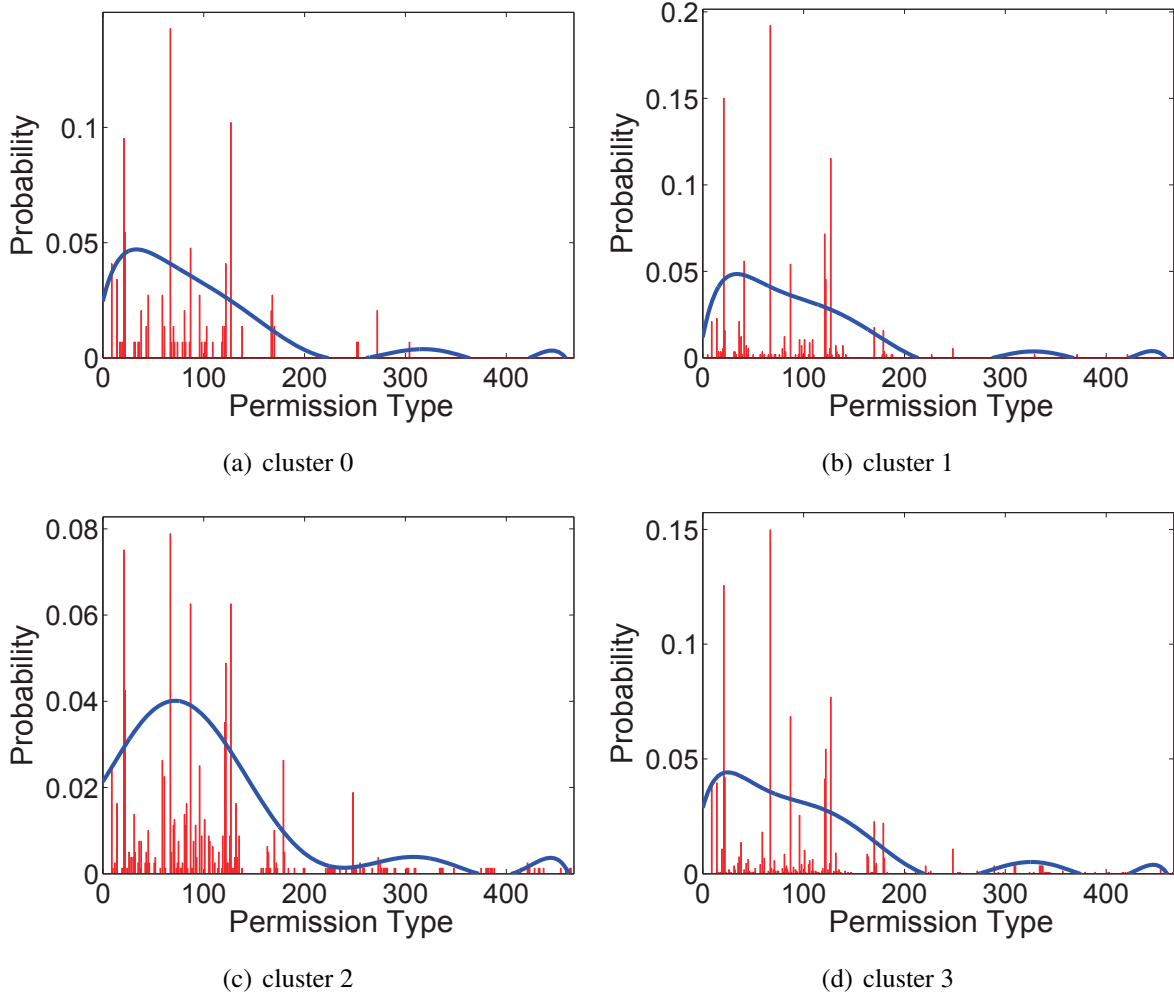 0.1
0.05
0
Probability
0 100 200 300 400
Permission Type
(a) cluster 0
0.2
0.15
0.1
0.05
0
Probability
0 100 200 300 400
Permission Type
(b) cluster 1
0.08
0.06
0.04
0.02
0
Probability
0 100 200 300 400
Permission Type
(c) cluster 2
0.15
0.1
0.05
0
Probability
0 100 200 300 400
Permission Type
(d) cluster 3